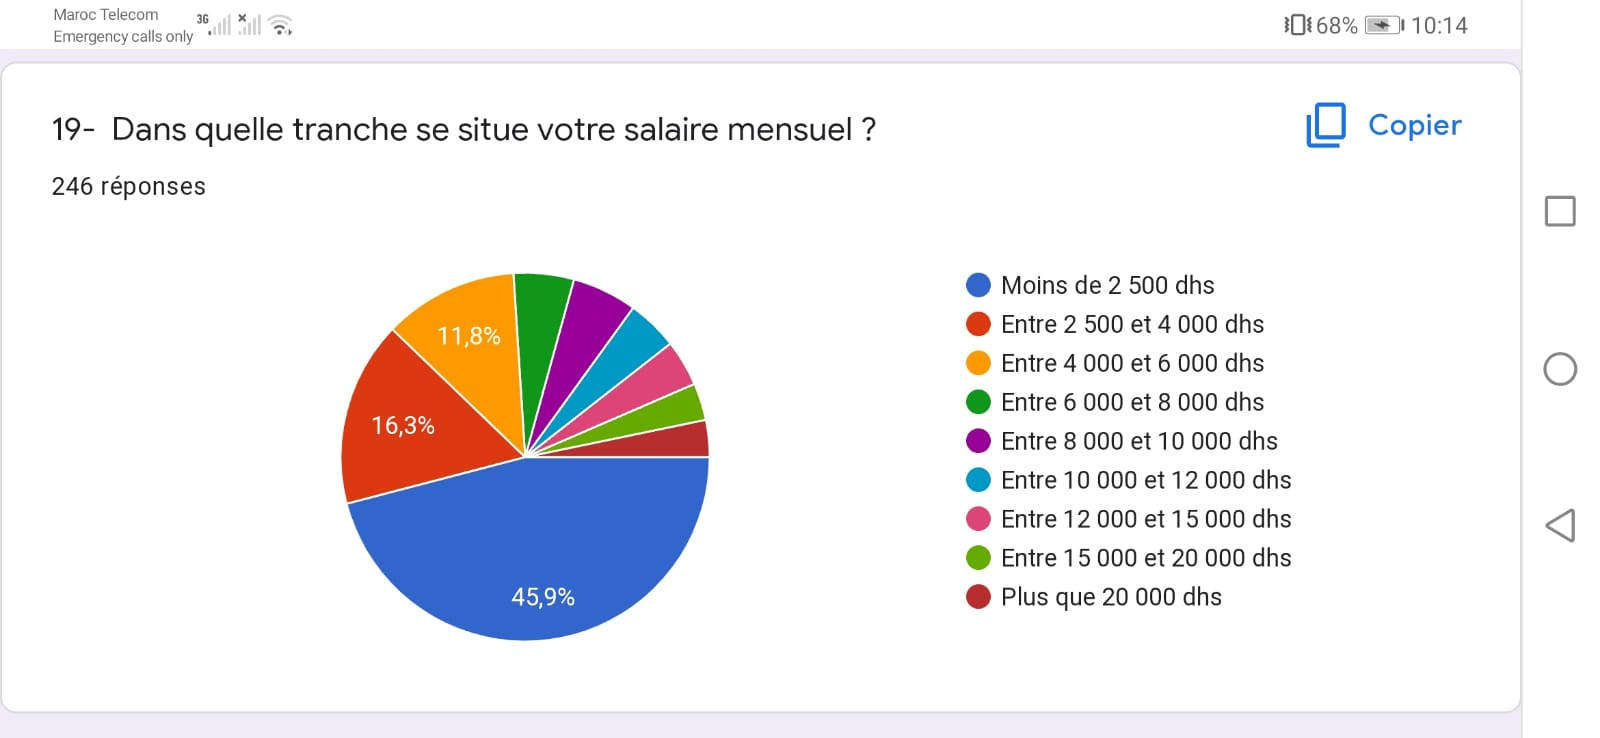 Maroc Telecom
Emergency calls only
3G
68%
10:14
19- Dans quelle tranche se situe votre salaire mensuel ?
Copier
246 réponses
11,8%
16,3%
45,9%
Moins de 2 500 dhs
Entre 2 500 et 4 000 dhs
Entre 4 000 et 6 000 dhs
Entre 6 000 et 8 000 dhs
Entre 8 000 et 10 000 dhs
Entre 10 000 et 12 000 dhs
Entre 12 000 et 15 000 dhs
Entre 15 000 et 20 000 dhs
Plus que 20 000 dhs